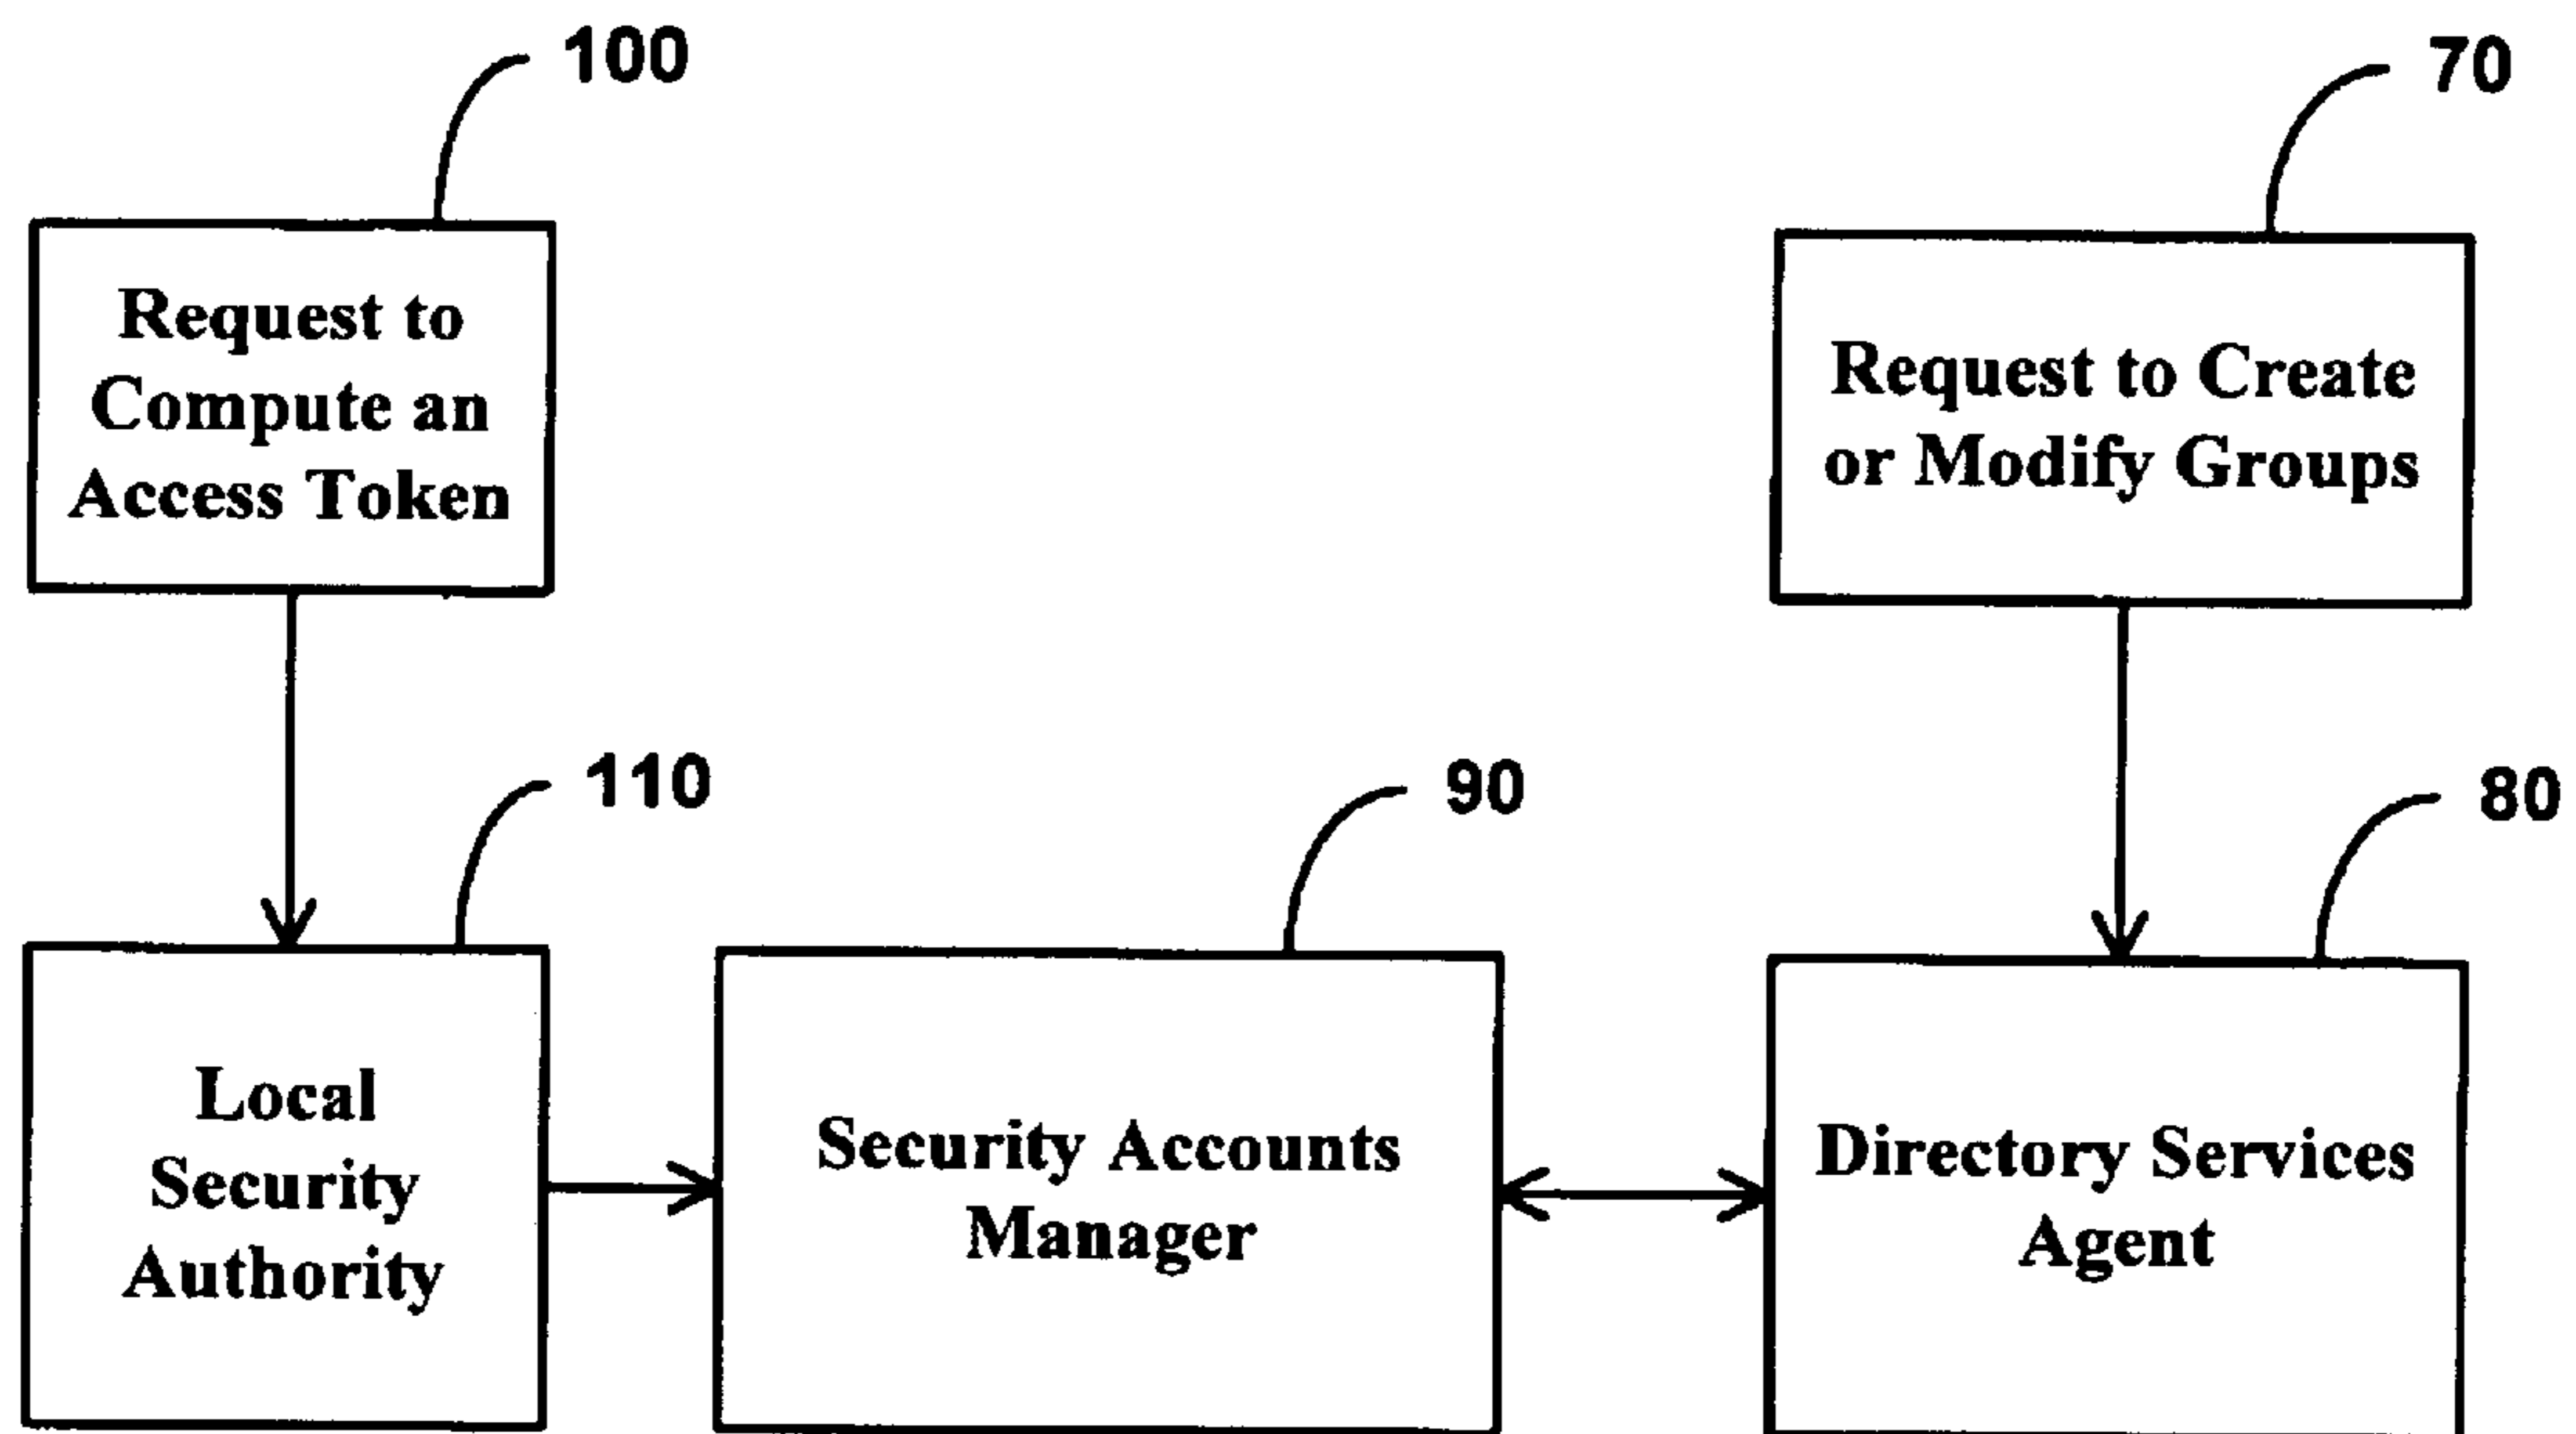 100
70
Request to
Compute an
Access Token
Request to Create
or Modify Groups
110
90
80
Local
Security
Authority
Security Accounts
Manager
Directory Services
Agent